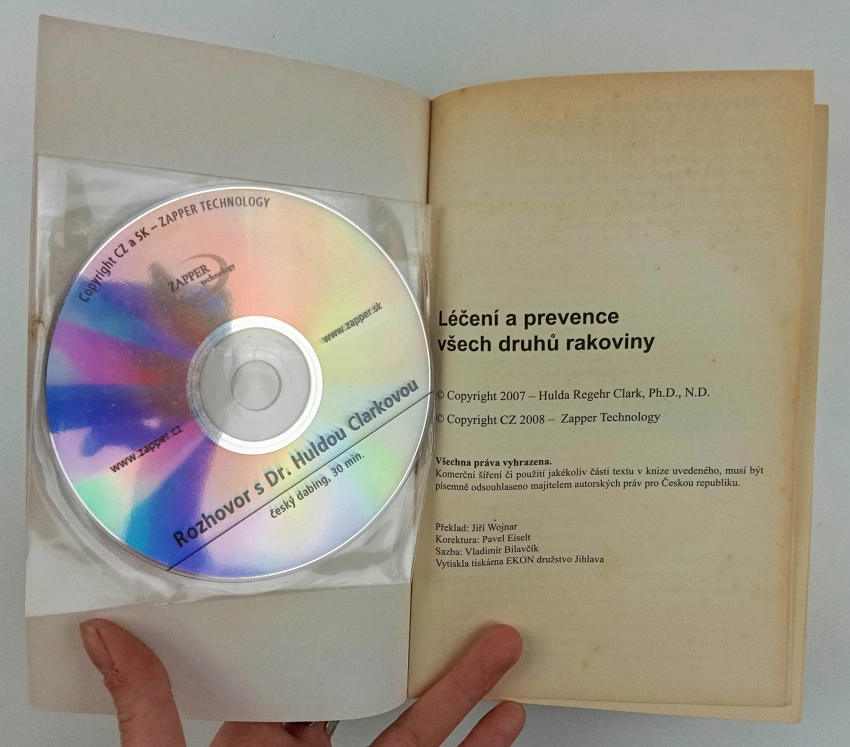 Copyright CZ a SK – ZAPPER TECHNOLOGY
ZAPPER
technology
www.zapper.sk
www.zapper.cz
Rozhovor s Dr. Huldou Clarkovou
český dabing, 30 min.
Léčení a prevence
všech druhů rakoviny
© Copyright 2007 – Hulda Regehr Clark, Ph.D., N.D.
© Copyright CZ 2008 – Zapper Technology
Všechna práva vyhrazena.
Komerční šíření či použití jakékoliv části textu v knize uvedeného, musí být
písemně odsouhlaseno majitelem autorských práv pro Českou republiku.
Překlad: Jiří Wojnar
Korektura: Pavel Eiselt
Sazba: Vladimír Bilavčík
Vytiskla tiskárna EKON družstvo Jihlava